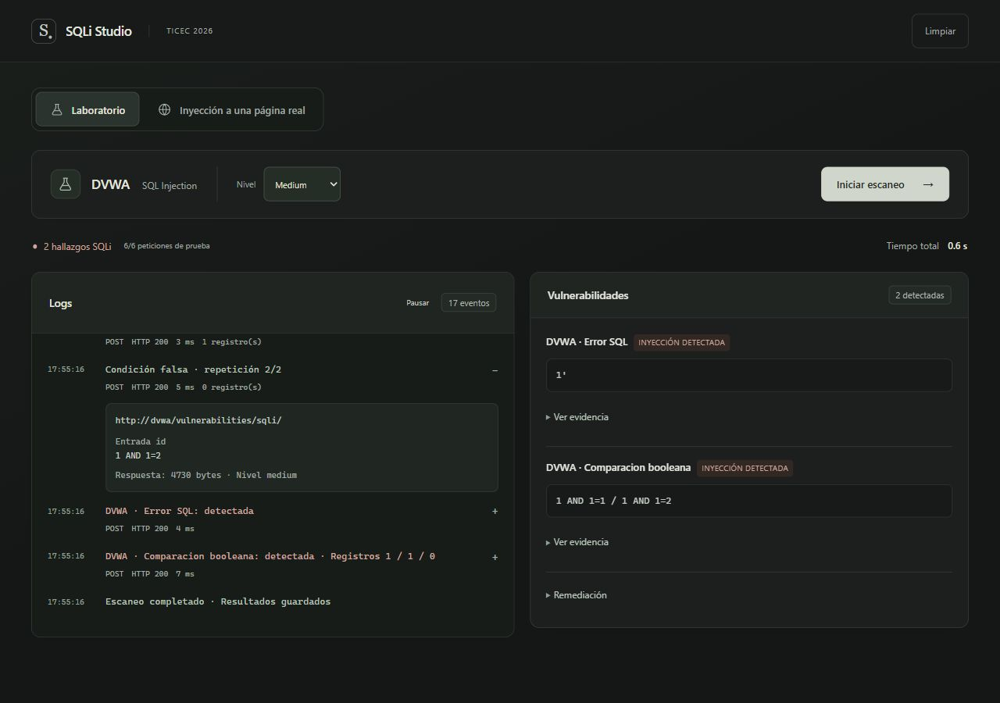 S. SQLi Studio TICEC 2026 Limpiar
Laboratorio Inyección a una página real
DVWA SQL Injection Nivel Medium Iniciar escaneo →
2 hallazgos SQLi 6/6 peticiones de prueba Tiempo total 0.6 s
Logs Pausar 17 eventos
POST HTTP 200 3 ms 1 registro(s)
17:55:16 Condición falsa · repetición 2/2 −
POST HTTP 200 5 ms 0 registro(s)
http://dvwa/vulnerabilities/sqli/
Entrada id
1 AND 1=2
Respuesta: 4730 bytes · Nivel medium
17:55:16 DVWA · Error SQL: detectada +
POST HTTP 200 4 ms
17:55:16 DVWA · Comparacion booleana: detectada · Registros 1 / 1 / 0 +
POST HTTP 200 7 ms
17:55:16 Escaneo completado · Resultados guardados
Vulnerabilidades 2 detectadas
DVWA · Error SQL INYECCIÓN DETECTADA
1'
Ver evidencia
DVWA · Comparacion booleana INYECCIÓN DETECTADA
1 AND 1=1 / 1 AND 1=2
Ver evidencia
Remediación